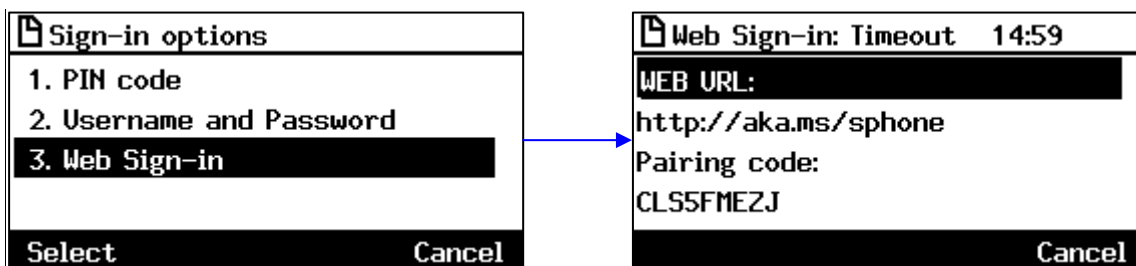 Sign-in options
1. PIN code
2. Username and Password
3. Web Sign-in
Select Cancel
Web Sign-in: Timeout 14:59
WEB URL:
http://aka.ms/sphone
Pairing code:
CLS5FMEZJ
Cancel